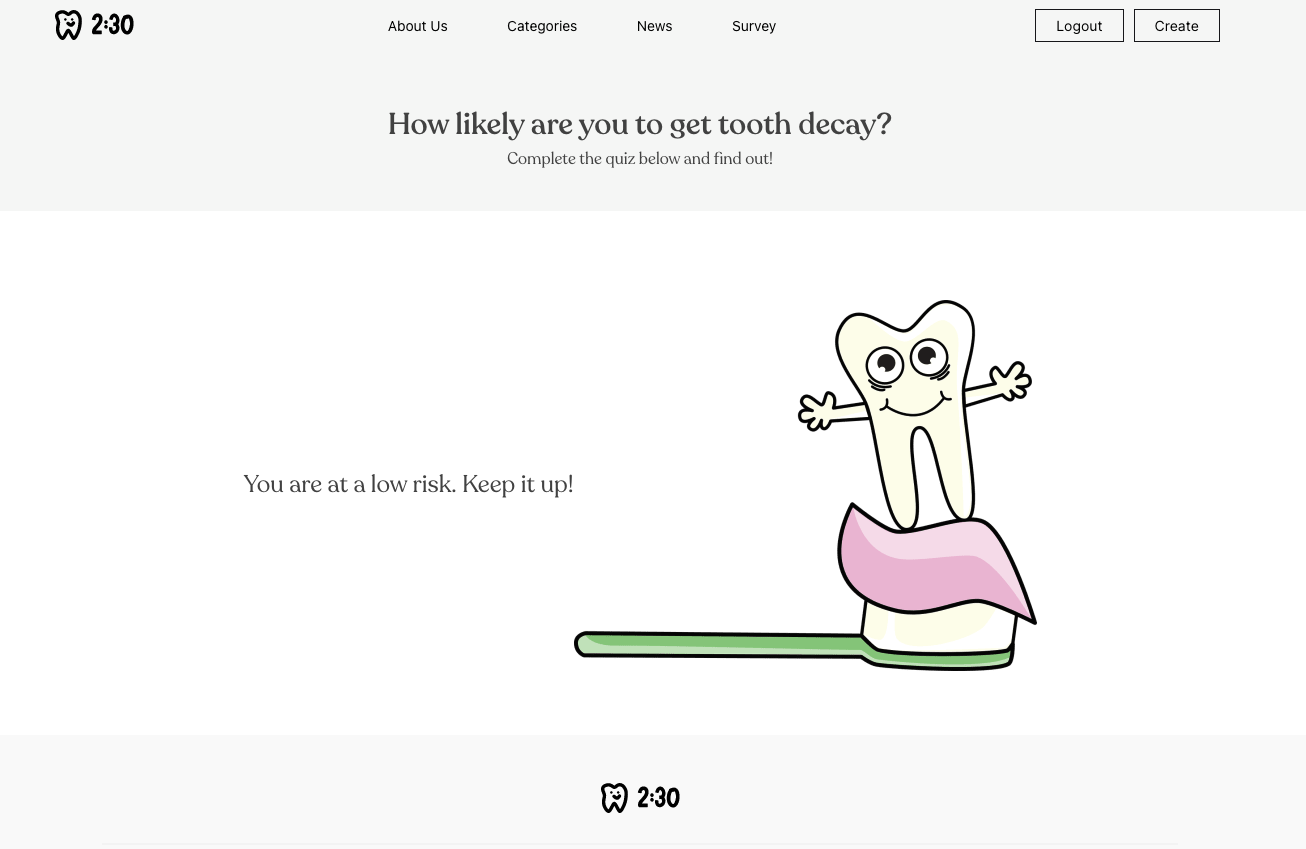 2:30
About Us
Categories
News
Survey
Logout
Create
How likely are you to get tooth decay?
Complete the quiz below and find out!
You are at a low risk. Keep it up!
2:30